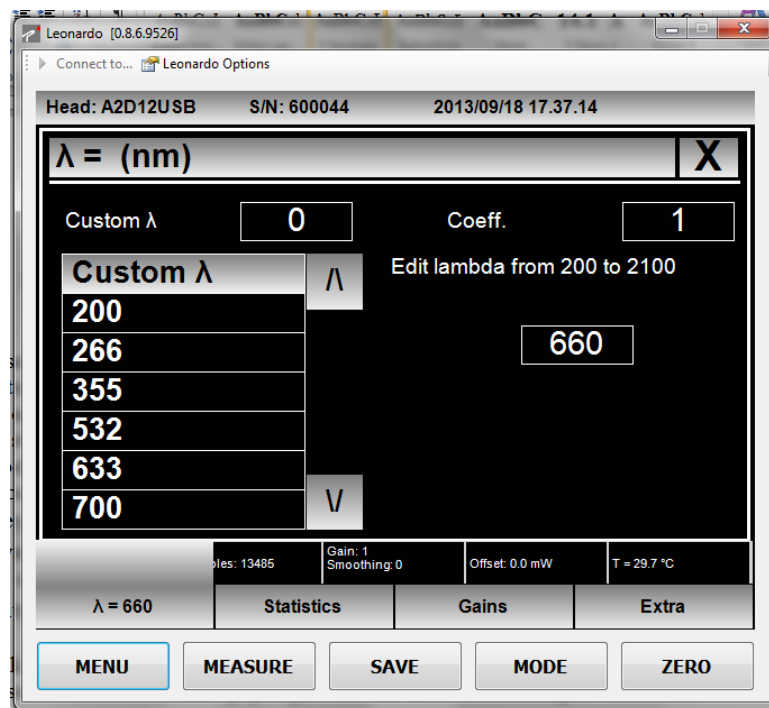 Leonardo [0.8.6.9526]
Connect to... Leonardo Options
Head: A2D12USB S/N: 600044 2013/09/18 17.37.14
λ = (nm) X
Custom λ 0 Coeff. 1
Custom λ /\ Edit lambda from 200 to 2100
200
266 660
355
532
633
700 \/
Gain: 1
Smoothing: 0 Offset: 0.0 mW T = 29.7 °C
13485
λ = 660 Statistics Gains Extra
MENU MEASURE SAVE MODE ZERO